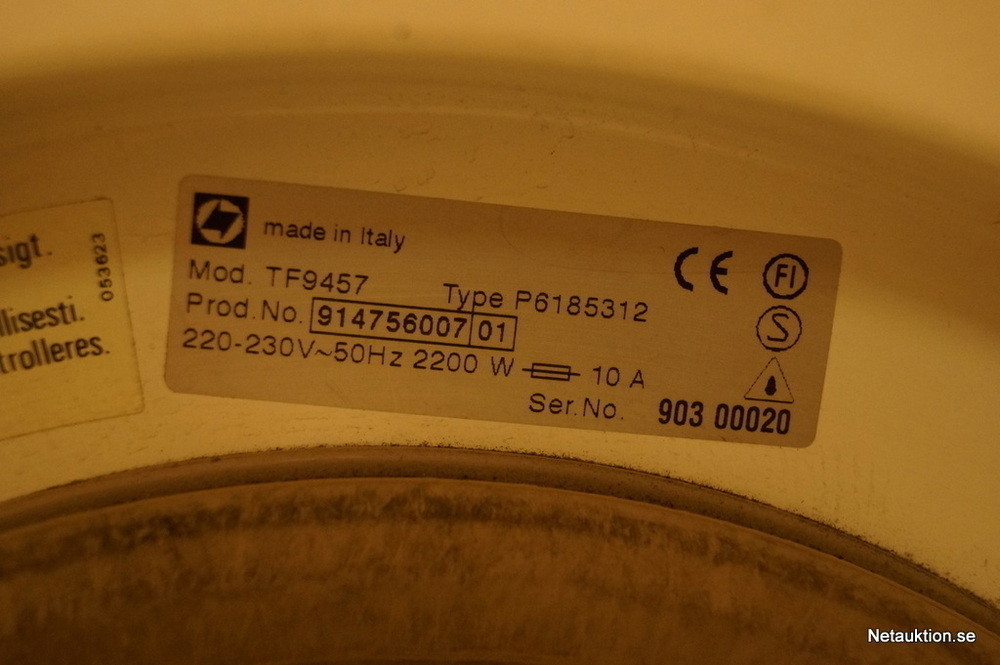 made in Italy
CE FI
Mod. TF9457 Type P6185312
S
Prod.No. 914756007 01
220-230V~50Hz 2200 W 10 A
Ser.No. 903 00020
sigt.
053623
llisesti.
trolleres.
Netauktion.se